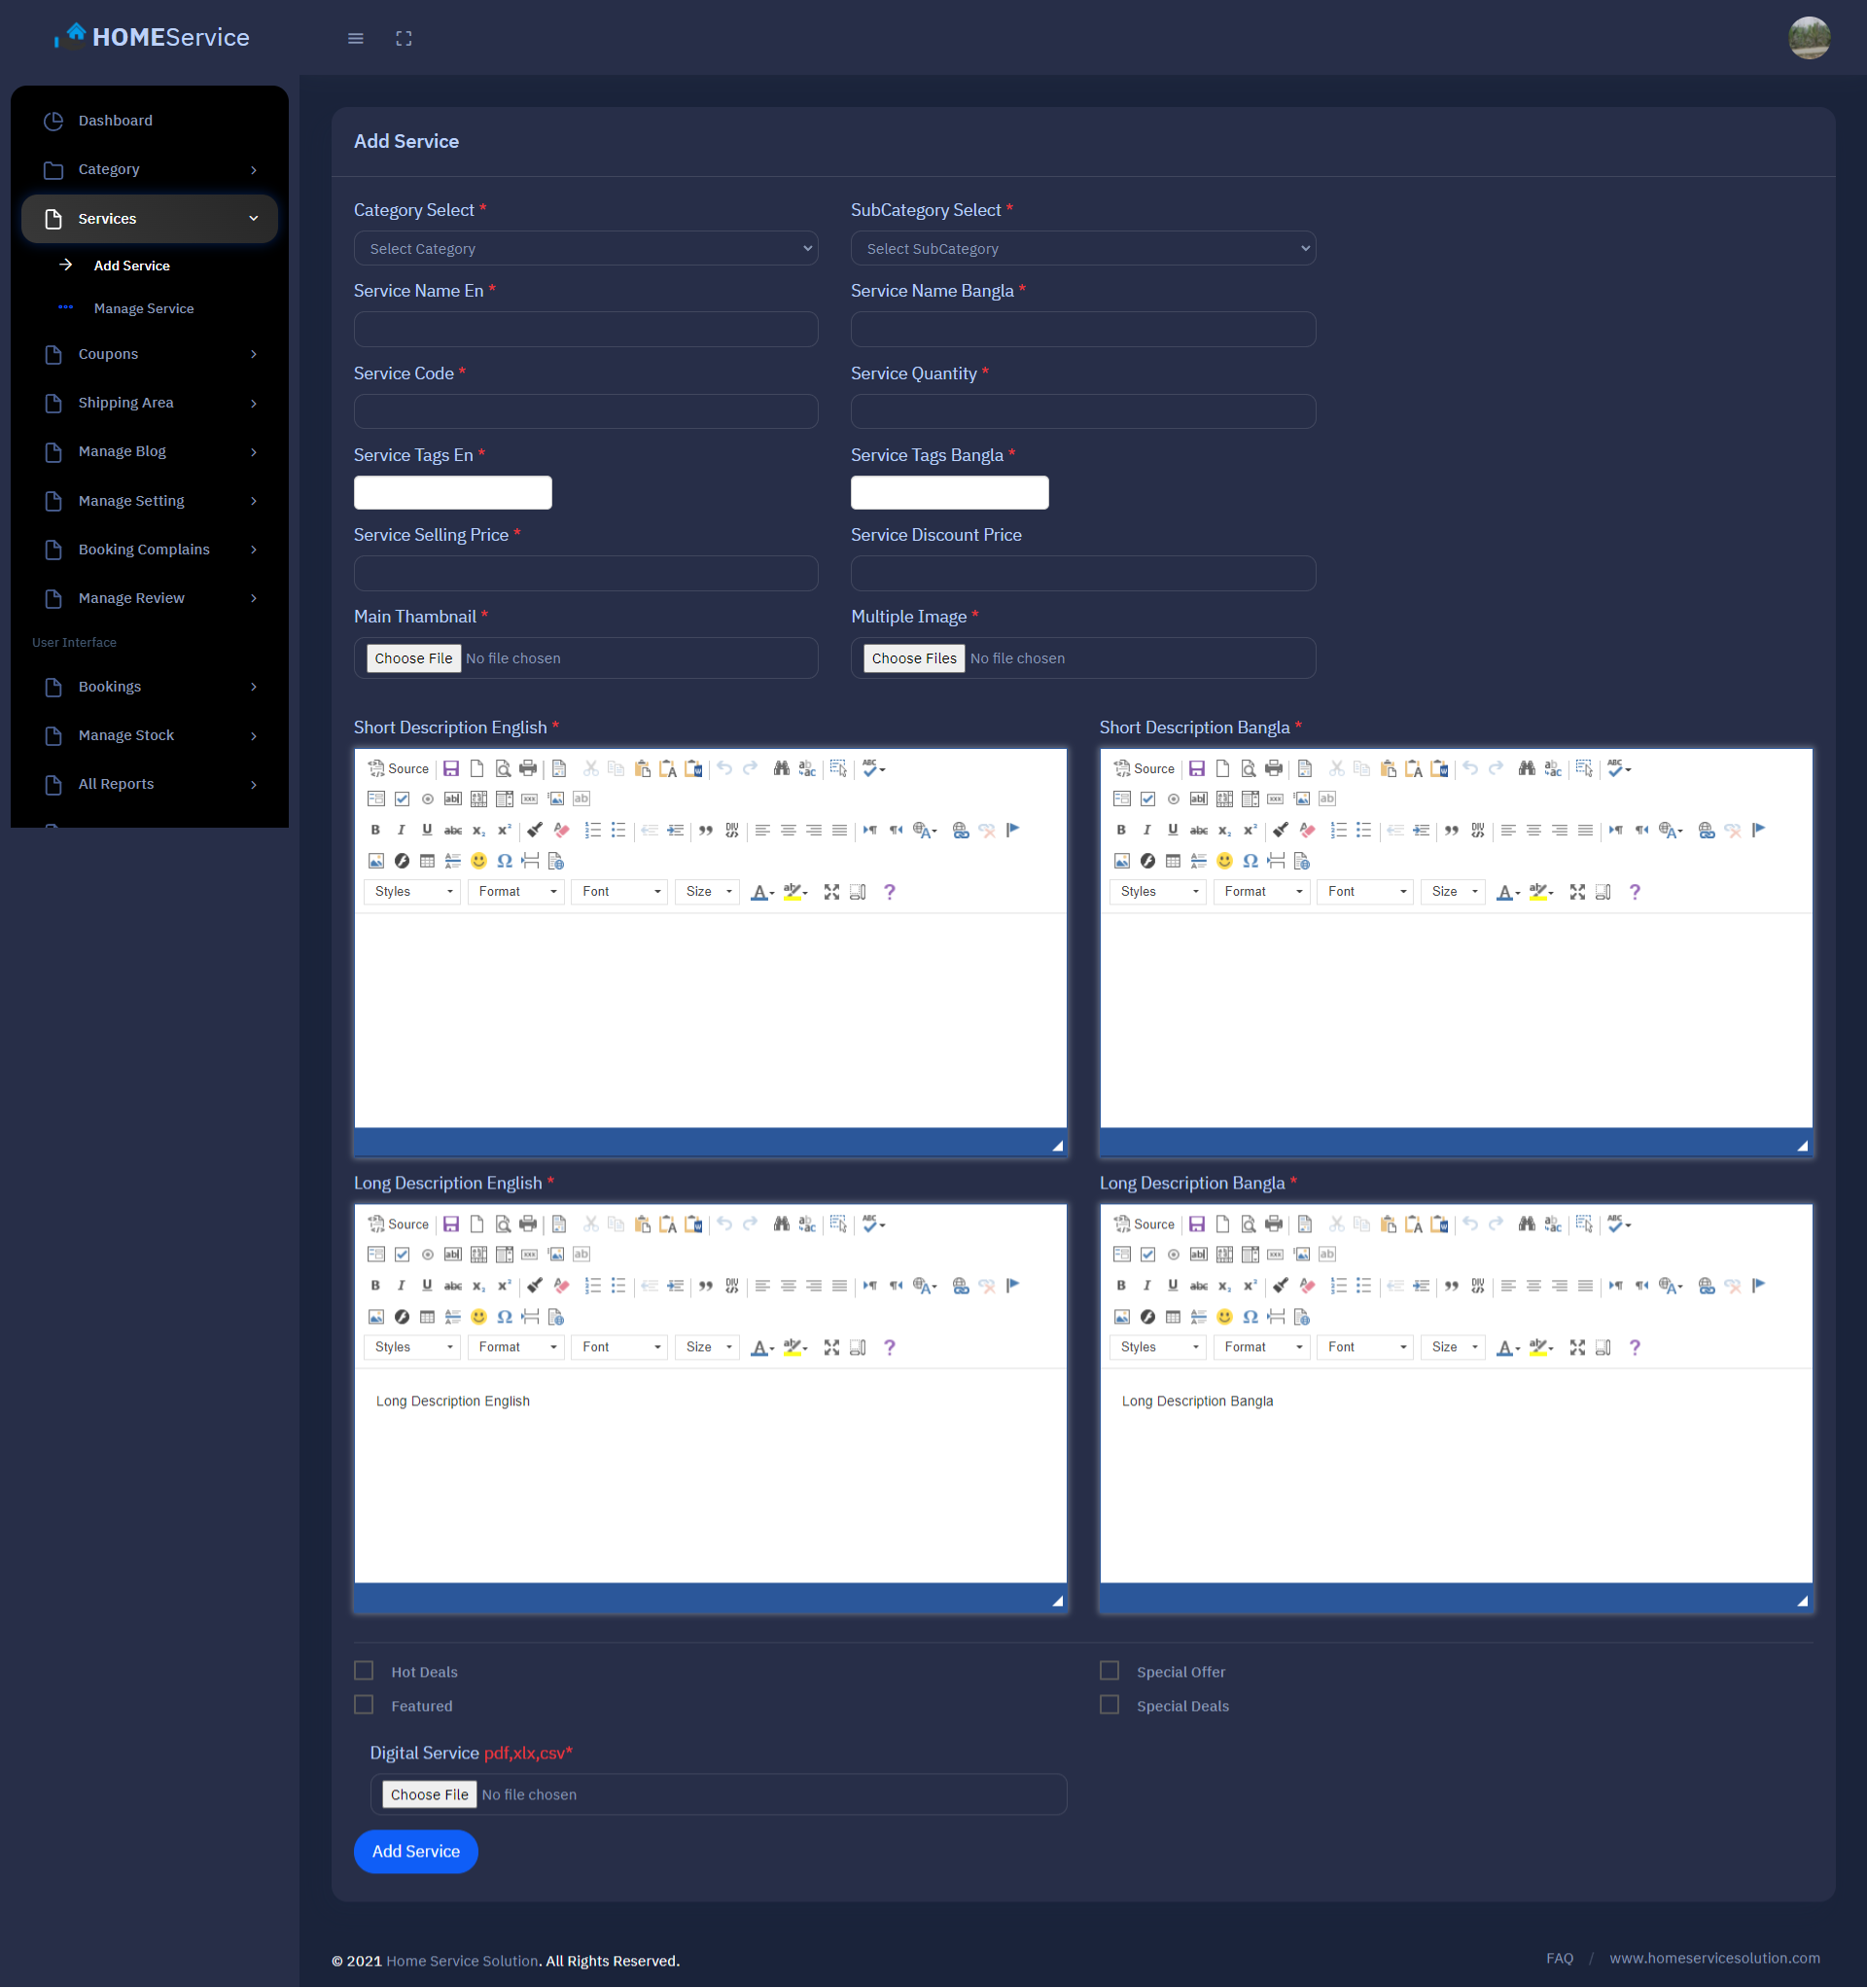 HOMEService
Dashboard
Category
Services
Add Service
Manage Service
Coupons
Shipping Area
Manage Blog
Manage Setting
Booking Complains
Manage Review
User Interface
Bookings
Manage Stock
All Reports
Add Service
Category Select * SubCategory Select *
Select Category Select SubCategory
Service Name En * Service Name Bangla *
Service Code * Service Quantity *
Service Tags En * Service Tags Bangla *
Service Selling Price * Service Discount Price
Main Thambnail * Multiple Image *
Choose File No file chosen Choose Files No file chosen
Short Description English * Short Description Bangla *
Source Source
Styles Format Font Size Styles Format Font Size
Long Description English * Long Description Bangla *
Source Source
Styles Format Font Size Styles Format Font Size
Long Description English Long Description Bangla
Hot Deals Special Offer
Featured Special Deals
Digital Service pdf,xlx,csv*
Choose File No file chosen
Add Service
© 2021 Home Service Solution. All Rights Reserved. FAQ / www.homeservicesolution.com